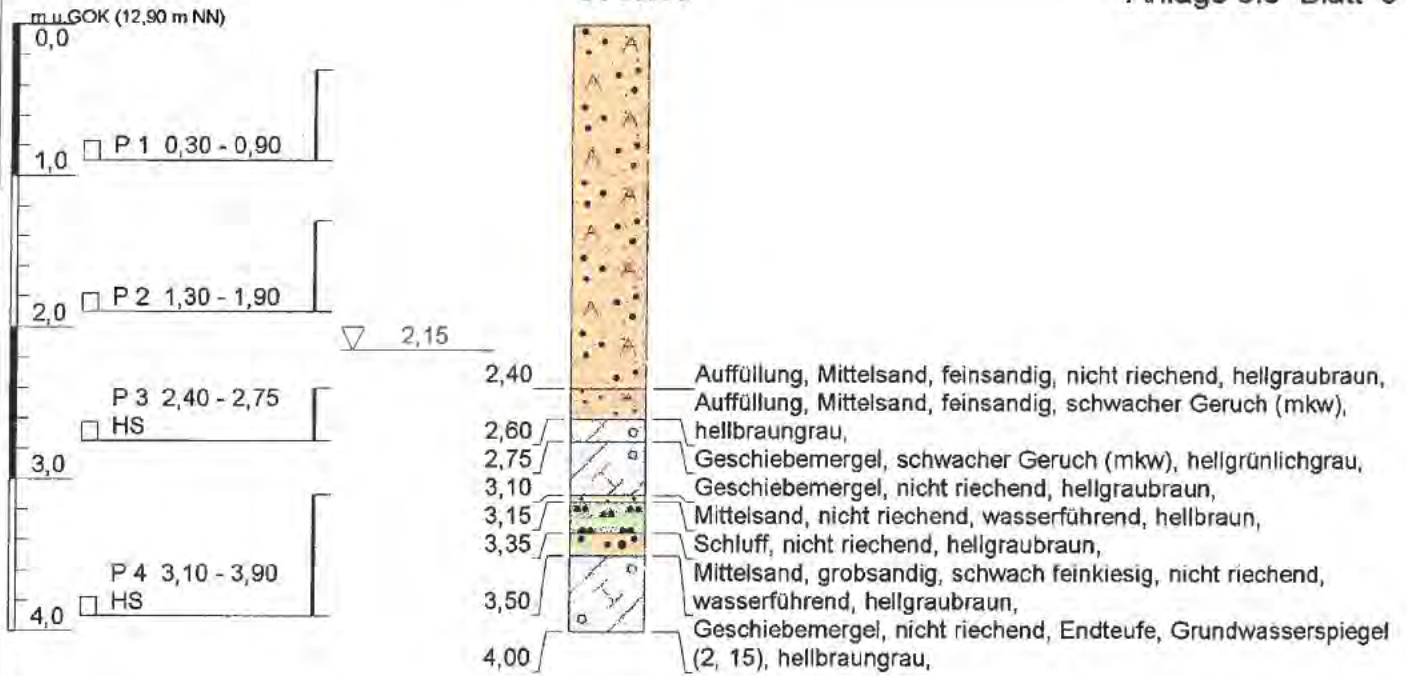 m u GOK (12,90 m NN)
0,0
P 1 0,30 - 0,90
1,0
P 2 1,30 - 1,90
2,0
2,15
P 3 2,40 - 2,75
HS
3,0
P 4 3,10 - 3,90
HS
4,0
2,40
Auffüllung, Mittelsand, feinsandig, nicht riechend, hellgraubraun,
Auffüllung, Mittelsand, feinsandig, schwacher Geruch (mkw),
2,60
hellbraungrau,
2,75
Geschiebemergel, schwacher Geruch (mkw), hellgrünlichgrau,
3,10
Geschiebemergel, nicht riechend, hellgraubraun,
3,15
Mittelsand, nicht riechend, wasserführend, hellbraun,
3,35
Schluff, nicht riechend, hellgraubraun,
Mittelsand, grobsandig, schwach feinkiesig, nicht riechend,
3,50
wasserführend, hellgraubraun,
Geschiebemergel, nicht riechend, Endteufe, Grundwasserspiegel
4,00
(2, 15), hellbraungrau,